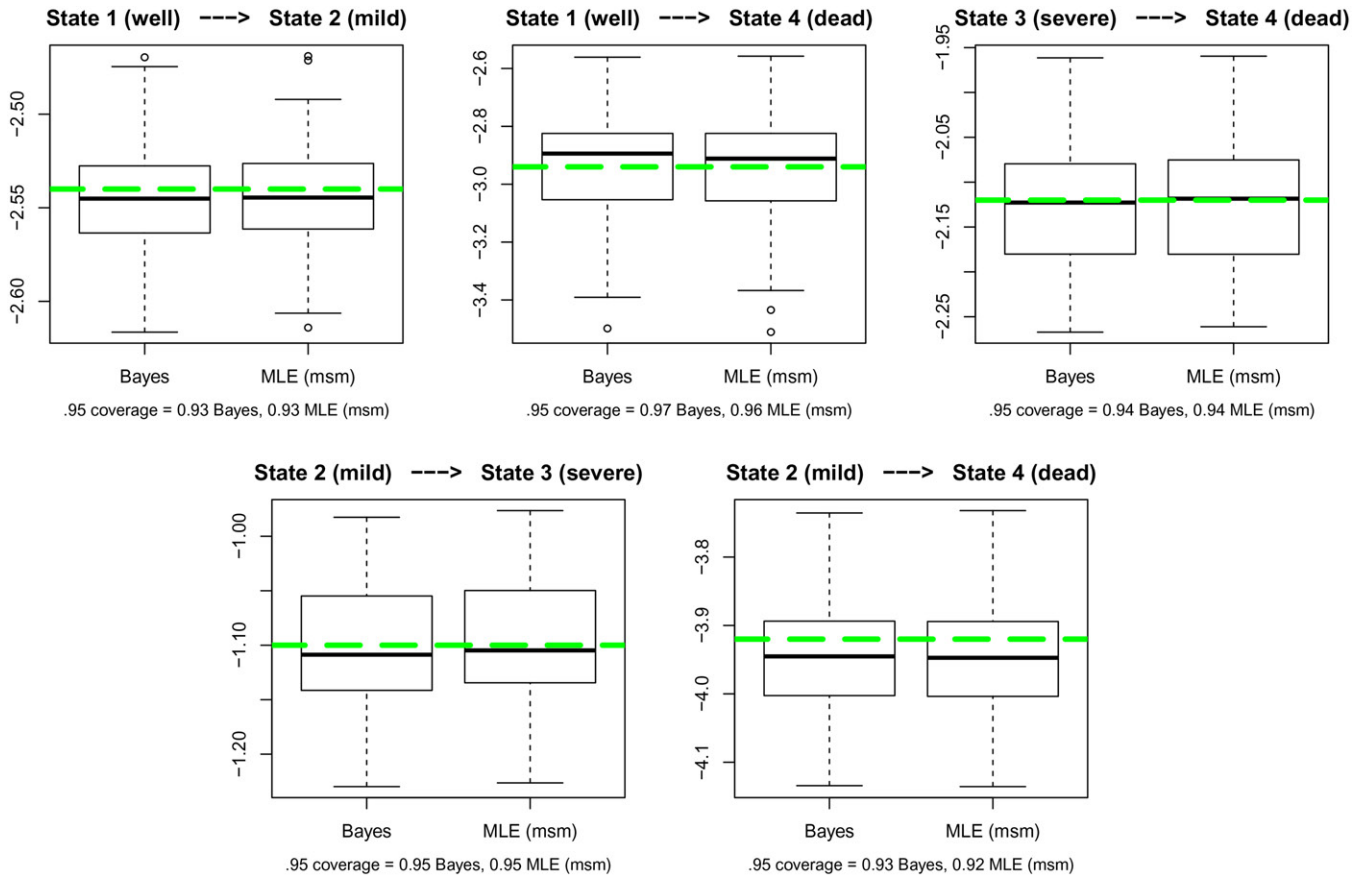 State 1 (well) −−−> State 2 (mild)
−2.50
−2.55
−2.60
Bayes
MLE (msm)
.95 coverage = 0.93 Bayes, 0.93 MLE (msm)
State 1 (well) −−−> State 4 (dead)
−2.6
−2.8
−3.0
−3.2
−3.4
Bayes
MLE (msm)
.95 coverage = 0.97 Bayes, 0.96 MLE (msm)
State 3 (severe) −−−> State 4 (dead)
−1.95
−2.05
−2.15
−2.25
Bayes
MLE (msm)
.95 coverage = 0.94 Bayes, 0.94 MLE (msm)
State 2 (mild) −−−> State 3 (severe)
−1.00
−1.10
−1.20
Bayes
MLE (msm)
.95 coverage = 0.95 Bayes, 0.95 MLE (msm)
State 2 (mild) −−−> State 4 (dead)
−3.8
−3.9
−4.0
−4.1
Bayes
MLE (msm)
.95 coverage = 0.93 Bayes, 0.92 MLE (msm)